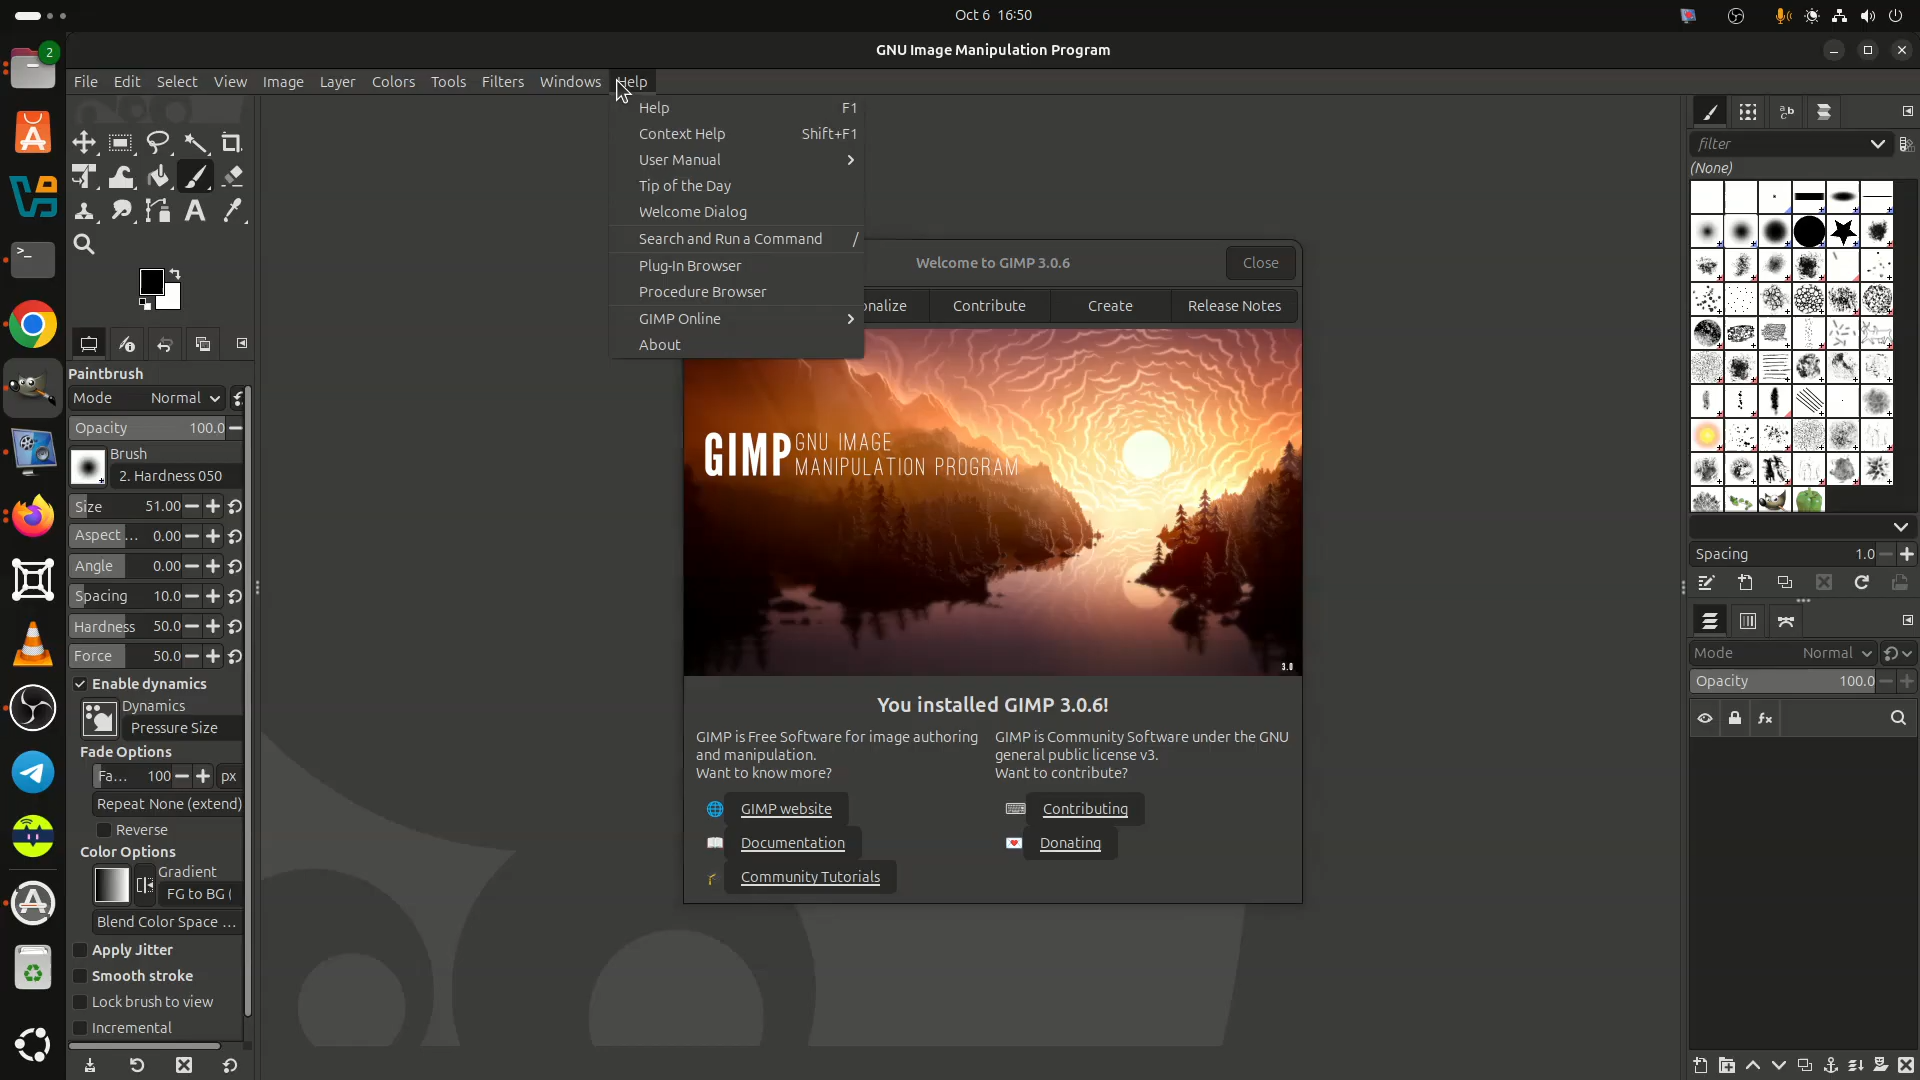 Oct 6 16:50
GNU Image Manipulation Program
File Edit Select View Image Layer Colors Tools Filters Windows Help
2
Help F1
Context Help Shift+F1
User Manual
Tip of the Day
Welcome Dialog
Search and Run a Command /
Plug-In Browser
Procedure Browser
GIMP Online
About
Welcome to GIMP 3.0.6
Close
onalize Contribute Create Release Notes
GIMP GNU IMAGE
MANIPULATION PROGRAM
3.0
You installed GIMP 3.0.6!
GIMP is Free Software for image authoring
and manipulation.
Want to know more?
GIMP website
Documentation
Community Tutorials
GIMP is Community Software under the GNU
general public license v3.
Want to contribute?
Contributing
Donating
Paintbrush
Mode Normal
Opacity 100.0
Brush
2. Hardness 050
Size 51.00
Aspect ... 0.00
Angle 0.00
Spacing 10.0
Hardness 50.0
Force 50.0
Enable dynamics
Dynamics
Pressure Size
Fade Options
Fa... 100 px
Repeat None (extend)
Reverse
Color Options
Gradient
FG to BG (
Blend Color Space ...
Apply Jitter
Smooth stroke
Lock brush to view
Incremental
filter
(None)
Spacing 1.0
Mode Normal
Opacity 100.0